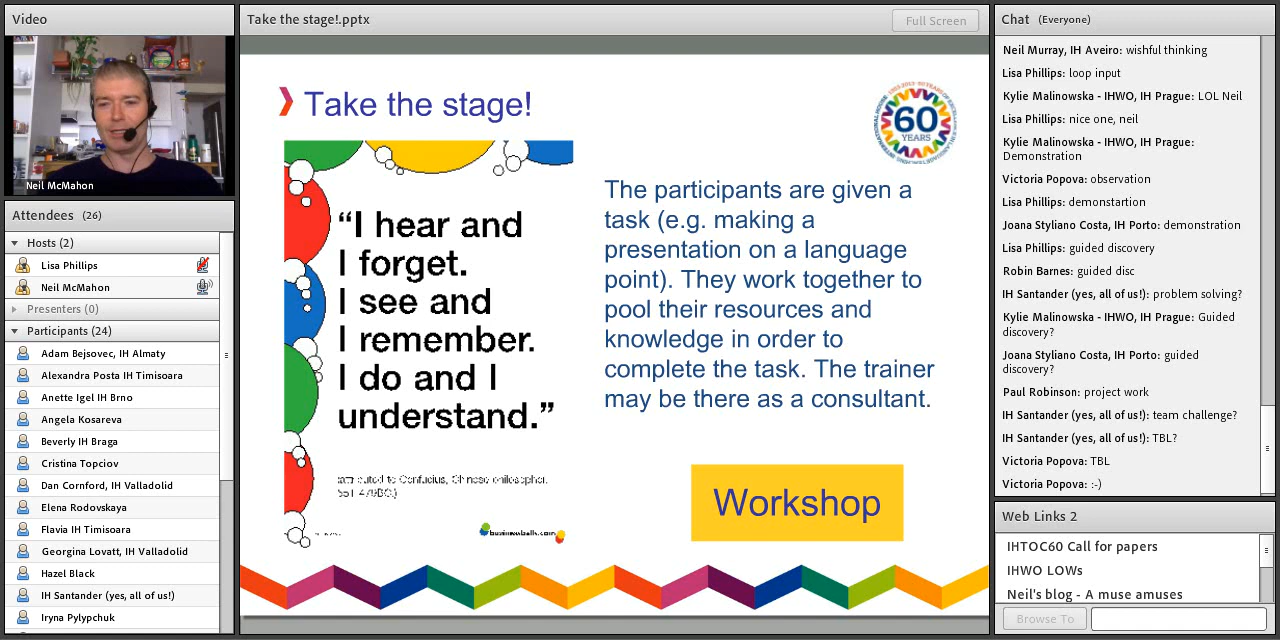 Video
Neil McMahon
Attendees (26)
Hosts (2)
Lisa Phillips
Neil McMahon
Presenters (0)
Participants (24)
Adam Bejsovec, IH Almaty
Alexandra Posta IH Timisoara
Anette Igel IH Brno
Angela Kosareva
Beverly IH Braga
Cristina Topciov
Dan Cornford, IH Valladolid
Elena Rodovskaya
Flavia IH Timisoara
Georgina Lovatt, IH Valladolid
Hazel Black
IH Santander (yes, all of us!)
Iryna Pylypchuk
Take the stage!.pptx
Full Screen
Take the stage!
60
YEARS
“I hear and
I forget.
I see and
I remember.
I do and I
understand.”
attributed to Confucius, Chinese philosopher,
551-479BC)
businessballs.com
The participants are given a
task (e.g. making a
presentation on a language
point). They work together to
pool their resources and
knowledge in order to
complete the task. The trainer
may be there as a consultant.
Workshop
Chat (Everyone)
Neil Murray, IH Aveiro: wishful thinking
Lisa Phillips: loop input
Kylie Malinowska - IHWO, IH Prague: LOL Neil
Lisa Phillips: nice one, neil
Kylie Malinowska - IHWO, IH Prague:
Demonstration
Victoria Popova: observation
Lisa Phillips: demonstartion
Joana Styliano Costa, IH Porto: demonstration
Lisa Phillips: guided discovery
Robin Barnes: guided disc
IH Santander (yes, all of us!): problem solving?
Kylie Malinowska - IHWO, IH Prague: Guided
discovery?
Joana Styliano Costa, IH Porto: guided
discovery?
Paul Robinson: project work
IH Santander (yes, all of us!): team challenge?
IH Santander (yes, all of us!): TBL?
Victoria Popova: TBL
Victoria Popova: :-)
Web Links 2
IHTOC60 Call for papers
IHWO LOWs
Neil's blog - A muse amuses
Browse To